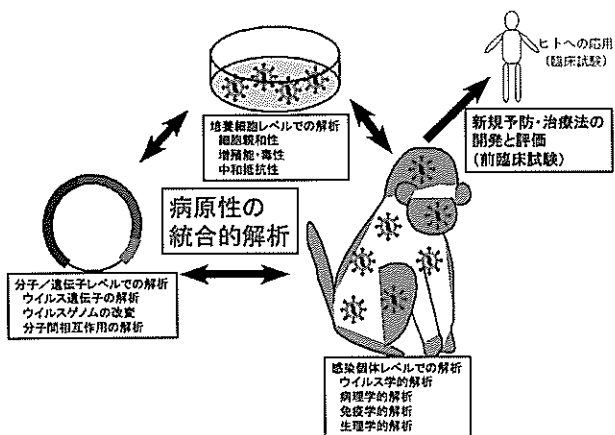 ヒトへの応用
(臨床試験)
新規予防・治療法の
開発と評価
(前臨床試験)
培養細胞レベルでの解析
細胞親和性
増殖能・毒性
中和抵抗性
病原性の
統合的解析
分子/遺伝子レベルでの解析
ウイルス遺伝子の解析
ウイルスゲノムの改変
分子間相互作用の解析
感染個体レベルでの解析
ウイルス学的解析
病理学的解析
免疫学的解析
生理学的解析